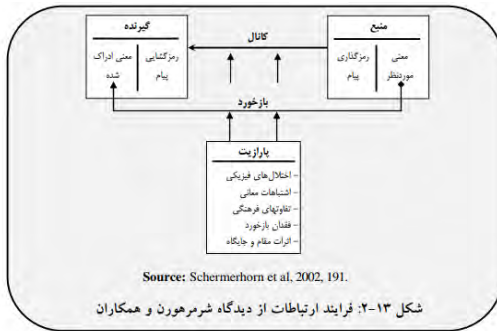 منبع
معنی موردنظر
رمزگذاری پیام
کانال
گیرنده
رمزگشایی پیام
معنی ادراک شده
بازخورد
پارازیت
- اختلال‌های فیزیکی
- اشتباهات معانی
- تفاوتهای فرهنگی
- فقدان بازخورد
- اثرات مقام و جایگاه
Source: Schermerhorn et al, 2002, 191.
شکل ۱۳-۲: فرایند ارتباطات از دیدگاه شرمرهورن و همکاران